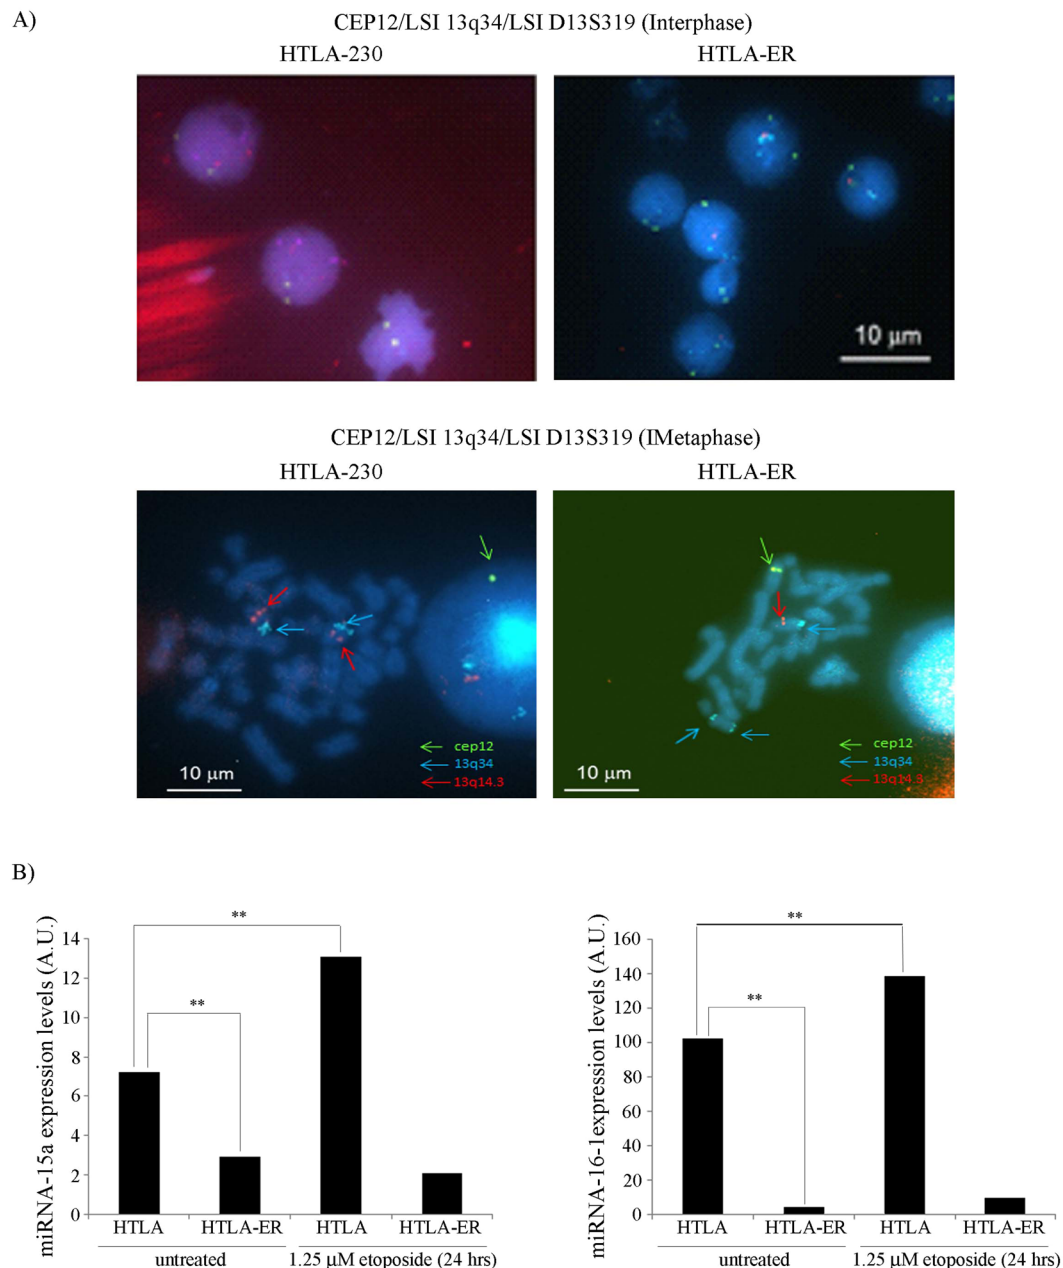 A)
CEP12/LSI 13q34/LSI D13S319 (Interphase)
HTLA-230
HTLA-ER
10 μm
CEP12/LSI 13q34/LSI D13S319 (IMetaphase)
HTLA-230
HTLA-ER
cep12
13q34
13q14.3
10 μm
cep12
13q34
13q14.3
10 μm
B)
miRNA-15a expression levels (A.U.)
14
12
10
8
6
4
2
0
**
**
HTLA
HTLA-ER
HTLA
HTLA-ER
untreated
1.25 μM etoposide (24 hrs)
miRNA-16-1expression levels (A.U.)
160
140
120
100
80
60
40
20
0
**
**
HTLA
HTLA-ER
HTLA
HTLA-ER
untreated
1.25 μM etoposide (24 hrs)